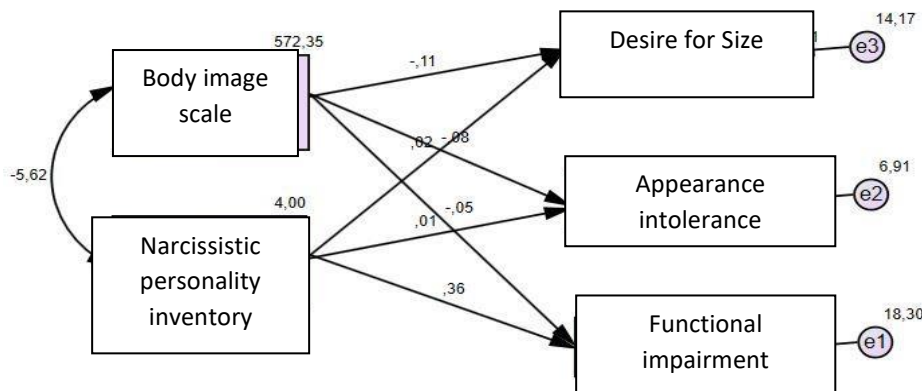 572,35
14,17
Desire for Size
e3
Body image
scale
-,11
,02
-,08
6,91
-5,62
Appearance
intolerance
e2
4,00
-,05
,01
Narcissistic
personality
inventory
,36
18,30
Functional
impairment
e1